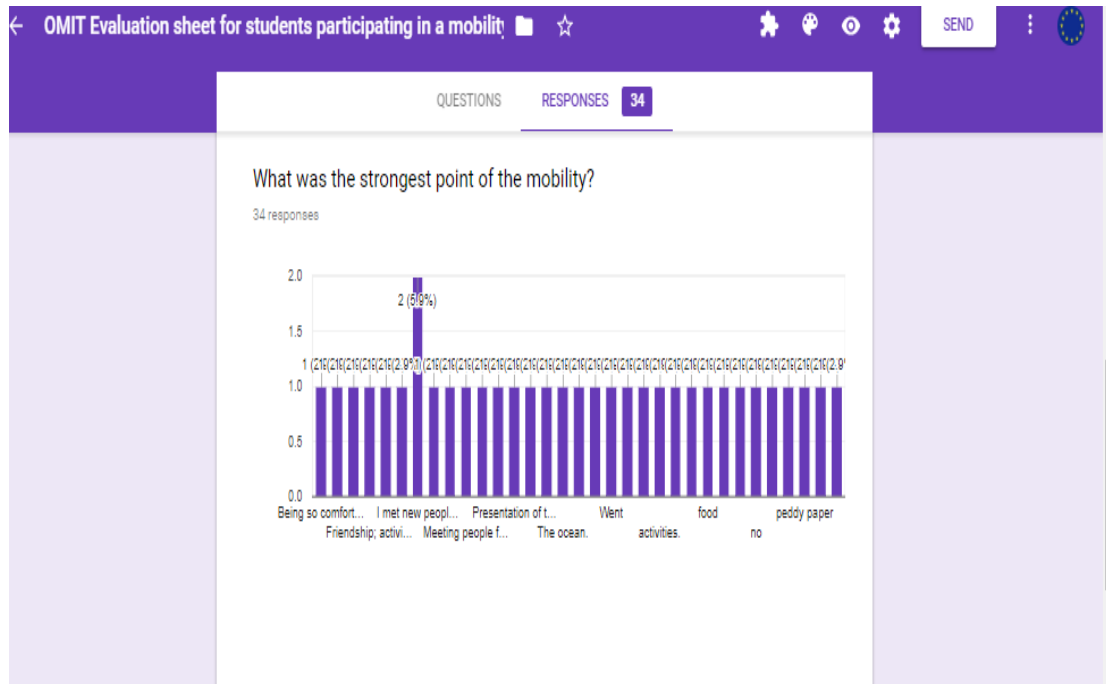 OMIT Evaluation sheet for students participating in a mobility
SEND
QUESTIONS RESPONSES 34
What was the strongest point of the mobility?
34 responses
2.0
2 (5.9%)
1.5
1.0
0.5
0.0
Being so comfort... I met new peopl... Presentation of t... Went food peddy paper
Friendship; activi... Meeting people f... The ocean. activities. no